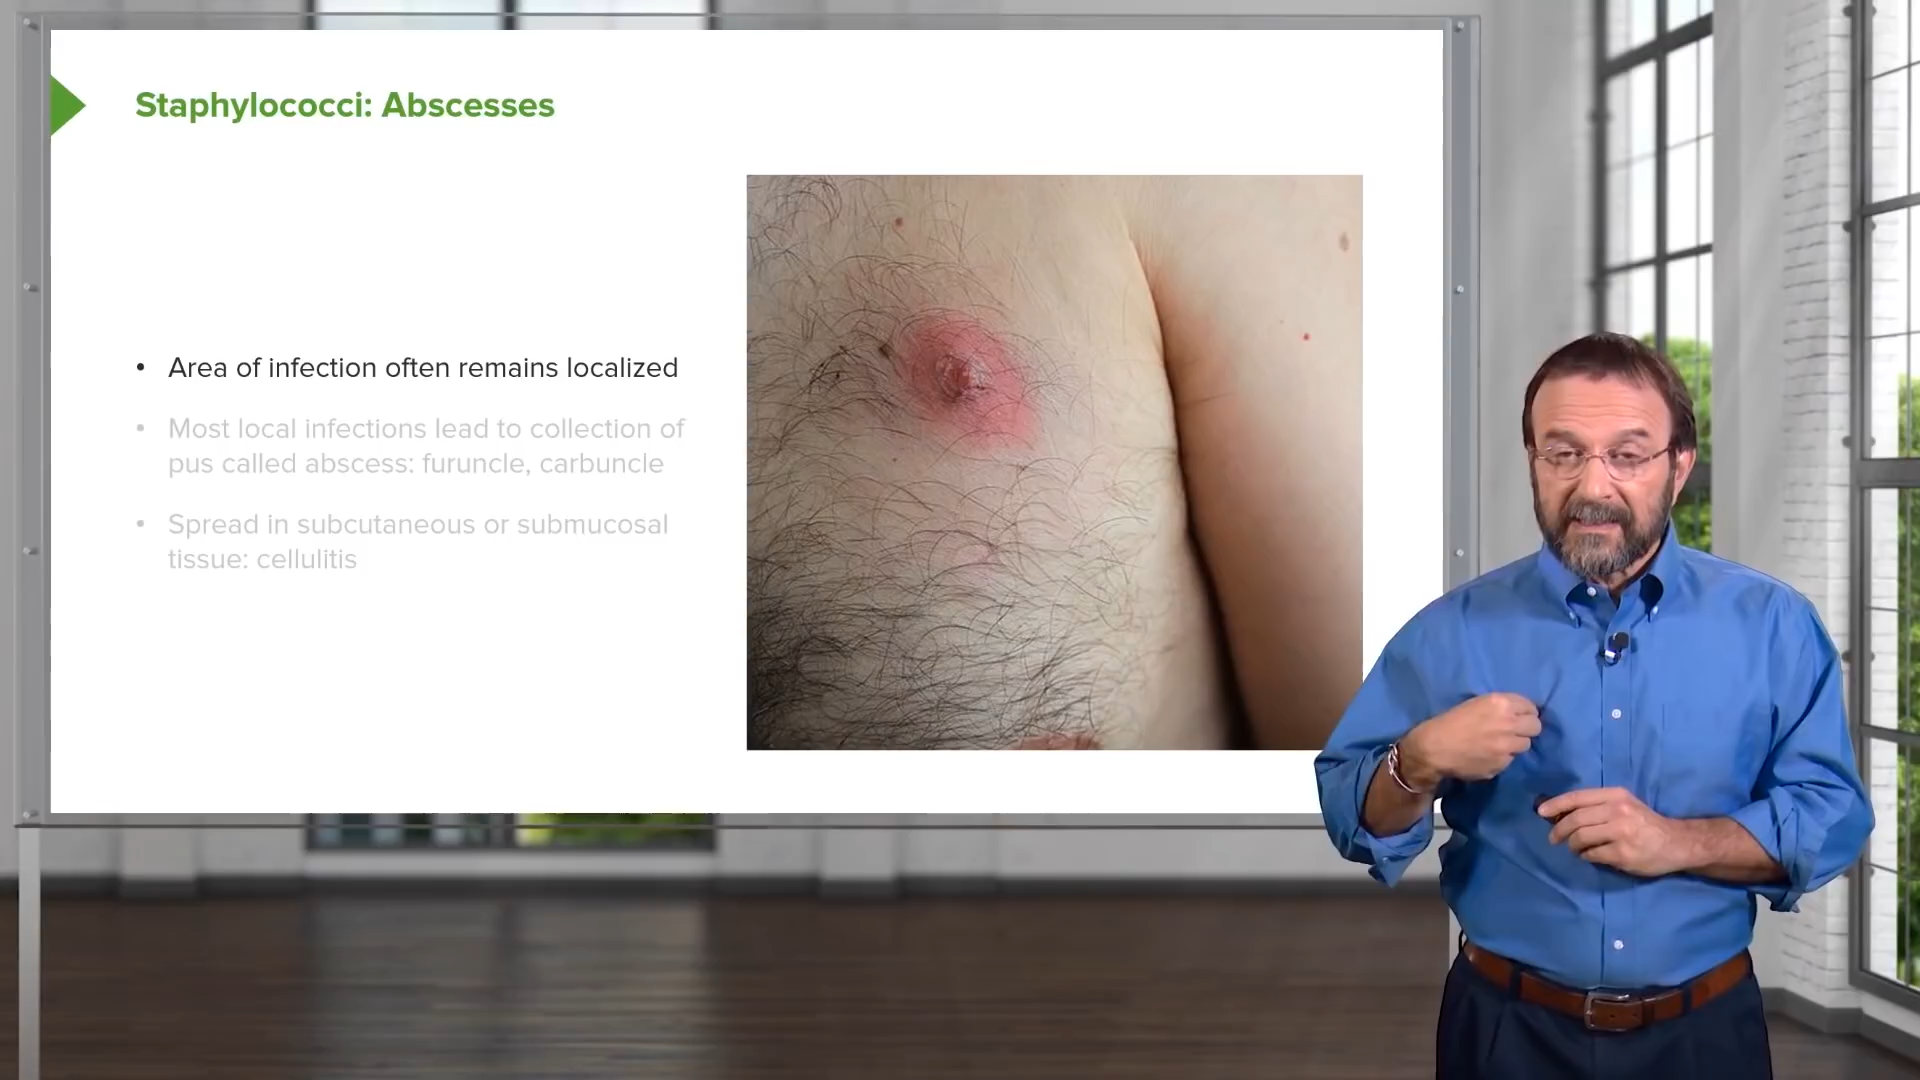 Staphylococci: Abscesses
• Area of infection often remains localized
• Most local infections lead to collection of
pus called abscess: furuncle, carbuncle
• Spread in subcutaneous or submucosal
tissue: cellulitis